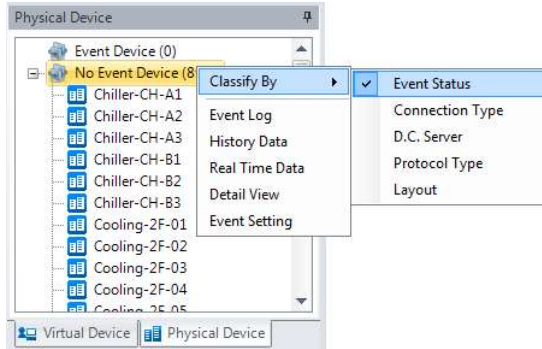 Physical Device
Event Device (0)
No Event Device (8
Chiller-CH-A1
Chiller-CH-A2
Chiller-CH-A3
Chiller-CH-B1
Chiller-CH-B2
Chiller-CH-B3
Cooling-2F-01
Cooling-2F-02
Cooling-2F-03
Cooling-2F-04
Cooling-2F-05
Virtual Device
Physical Device
Classify By
Event Log
History Data
Real Time Data
Detail View
Event Setting
Event Status
Connection Type
D.C. Server
Protocol Type
Layout